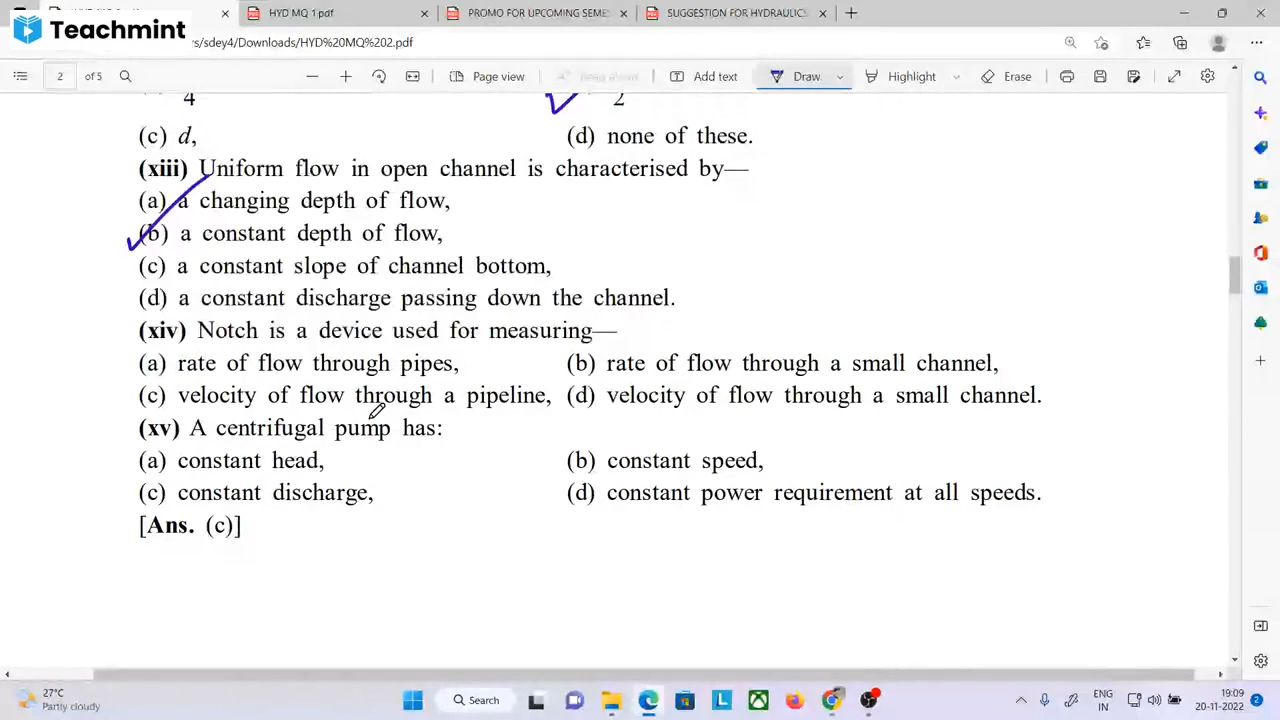 HYD MQ 1.pdf
PROMO FOR UPCOMING SEMES
SUGGESTION FOR HYDRAULIC
Teachmint
s/sdey4/Downloads/HYD%20MQ%202.pdf
2 of 5
Page view
Read aloud
Add text
Draw
Highlight
Erase
4
2
(c) d,
(d) none of these.
(xiii) Uniform flow in open channel is characterised by—
(a) a changing depth of flow,
(b) a constant depth of flow,
(c) a constant slope of channel bottom,
(d) a constant discharge passing down the channel.
(xiv) Notch is a device used for measuring—
(a) rate of flow through pipes, (b) rate of flow through a small channel,
(c) velocity of flow through a pipeline, (d) velocity of flow through a small channel.
(xv) A centrifugal pump has:
(a) constant head, (b) constant speed,
(c) constant discharge, (d) constant power requirement at all speeds.
[Ans. (c)]
27°C
Partly cloudy
Search
ENG
IN
19:09
20-11-2022
2